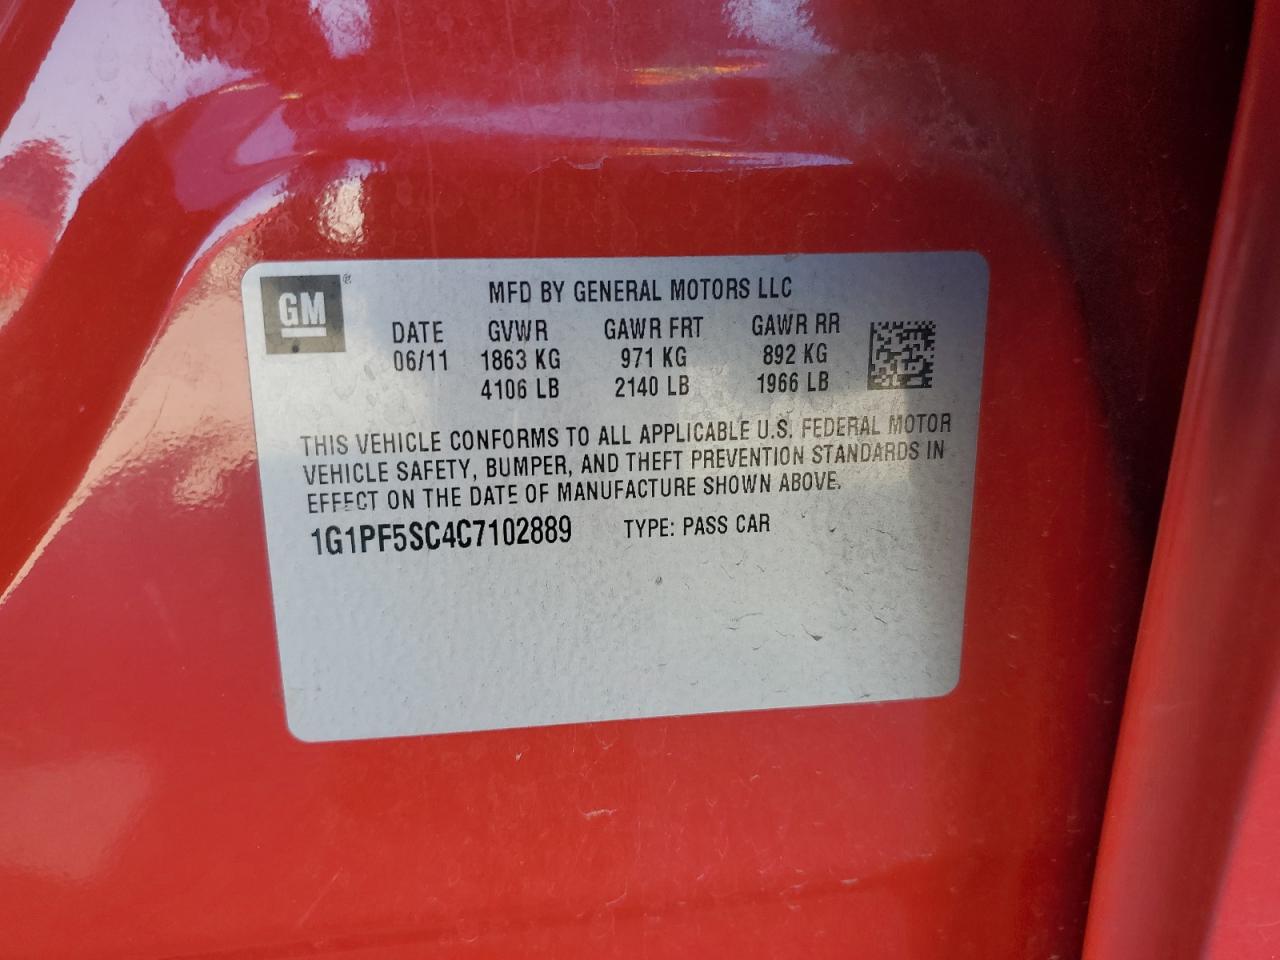 GM®
MFD BY GENERAL MOTORS LLC
DATE GVWR GAWR FRT GAWR RR
06/11 1863 KG 971 KG 892 KG
4106 LB 2140 LB 1966 LB
THIS VEHICLE CONFORMS TO ALL APPLICABLE U.S. FEDERAL MOTOR
VEHICLE SAFETY, BUMPER, AND THEFT PREVENTION STANDARDS IN
EFFECT ON THE DATE OF MANUFACTURE SHOWN ABOVE.
1G1PF5SC4C7102889 TYPE: PASS CAR